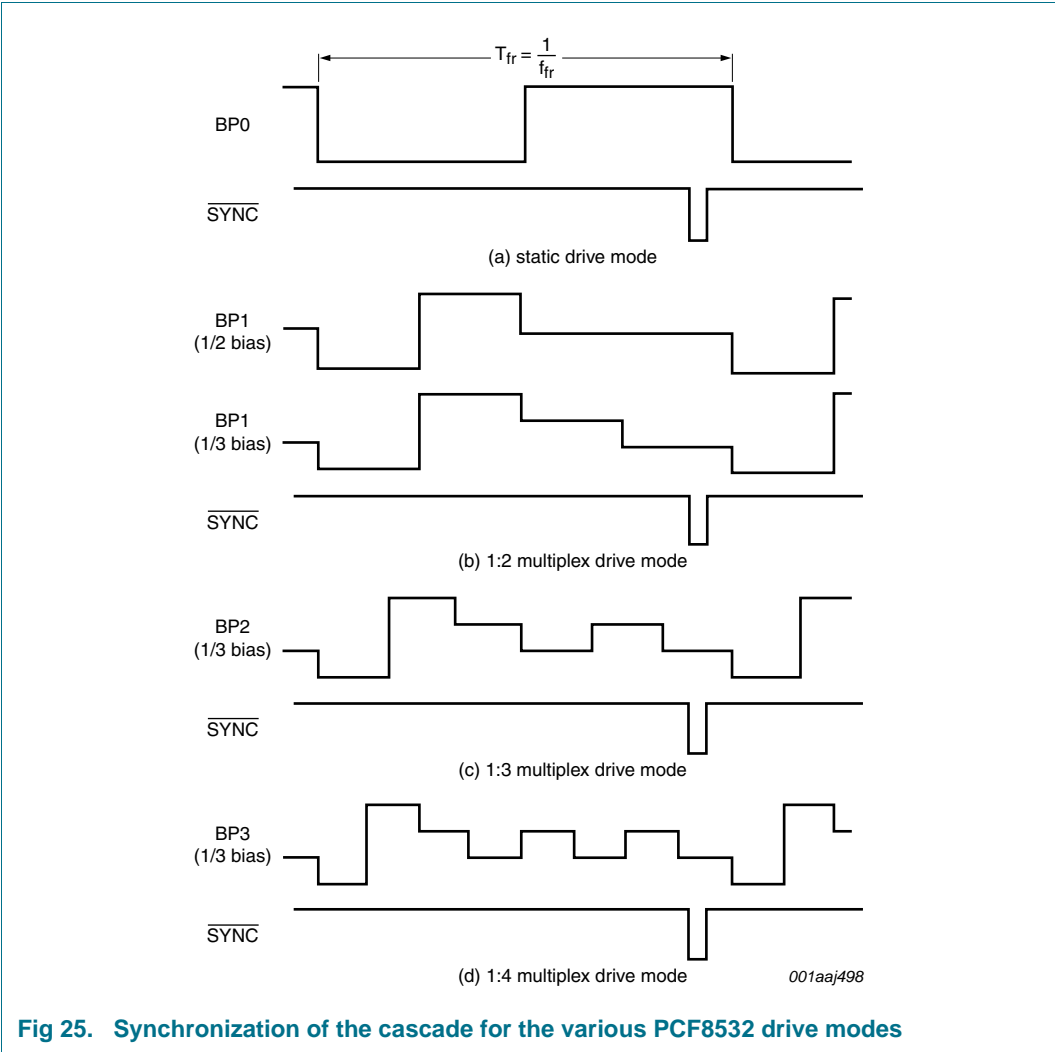 T_fr = 1/f_fr
BP0
SYNC
(a) static drive mode
BP1
(1/2 bias)
BP1
(1/3 bias)
SYNC
(b) 1:2 multiplex drive mode
BP2
(1/3 bias)
SYNC
(c) 1:3 multiplex drive mode
BP3
(1/3 bias)
SYNC
(d) 1:4 multiplex drive mode
001aaj498
Fig 25. Synchronization of the cascade for the various PCF8532 drive modes